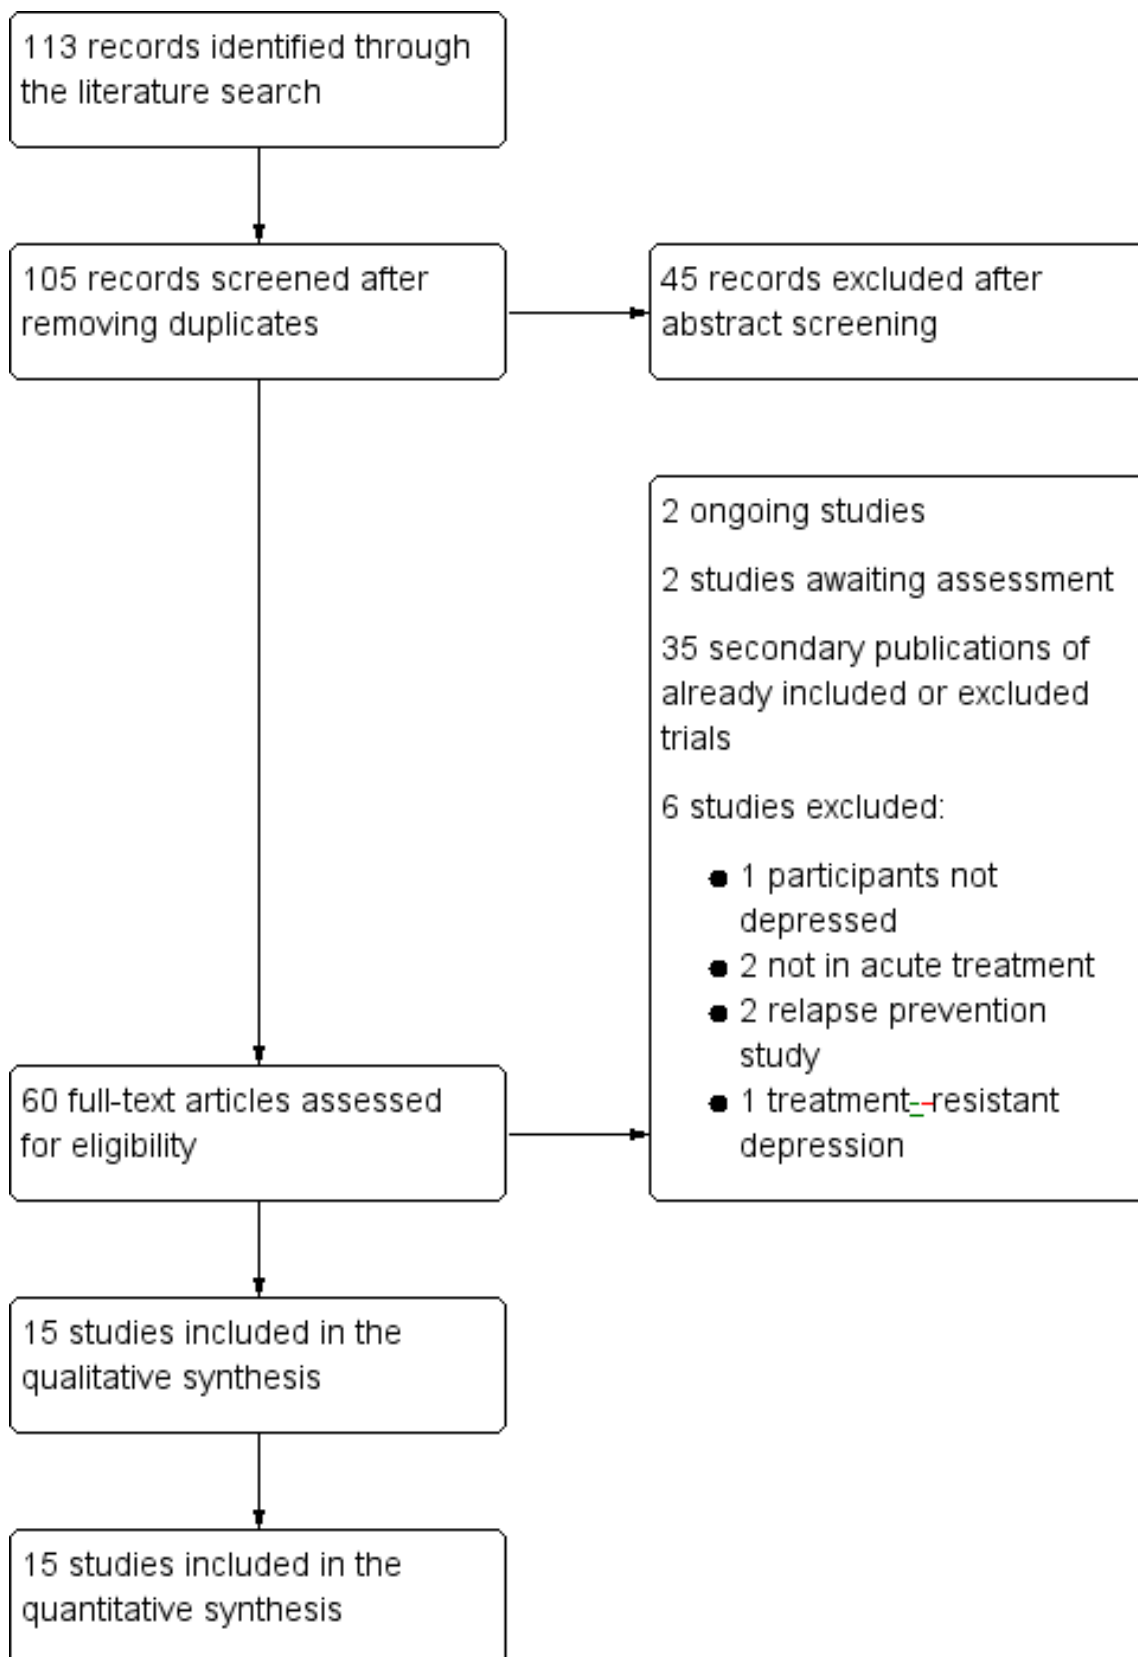 113 records identified through
the literature search
105 records screened after
removing duplicates
45 records excluded after
abstract screening
2 ongoing studies
2 studies awaiting assessment
35 secondary publications of
already included or excluded
trials
6 studies excluded:
● 1 participants not
depressed
● 2 not in acute treatment
● 2 relapse prevention
study
● 1 treatment--resistant
depression
60 full-text articles assessed
for eligibility
15 studies included in the
qualitative synthesis
15 studies included in the
quantitative synthesis